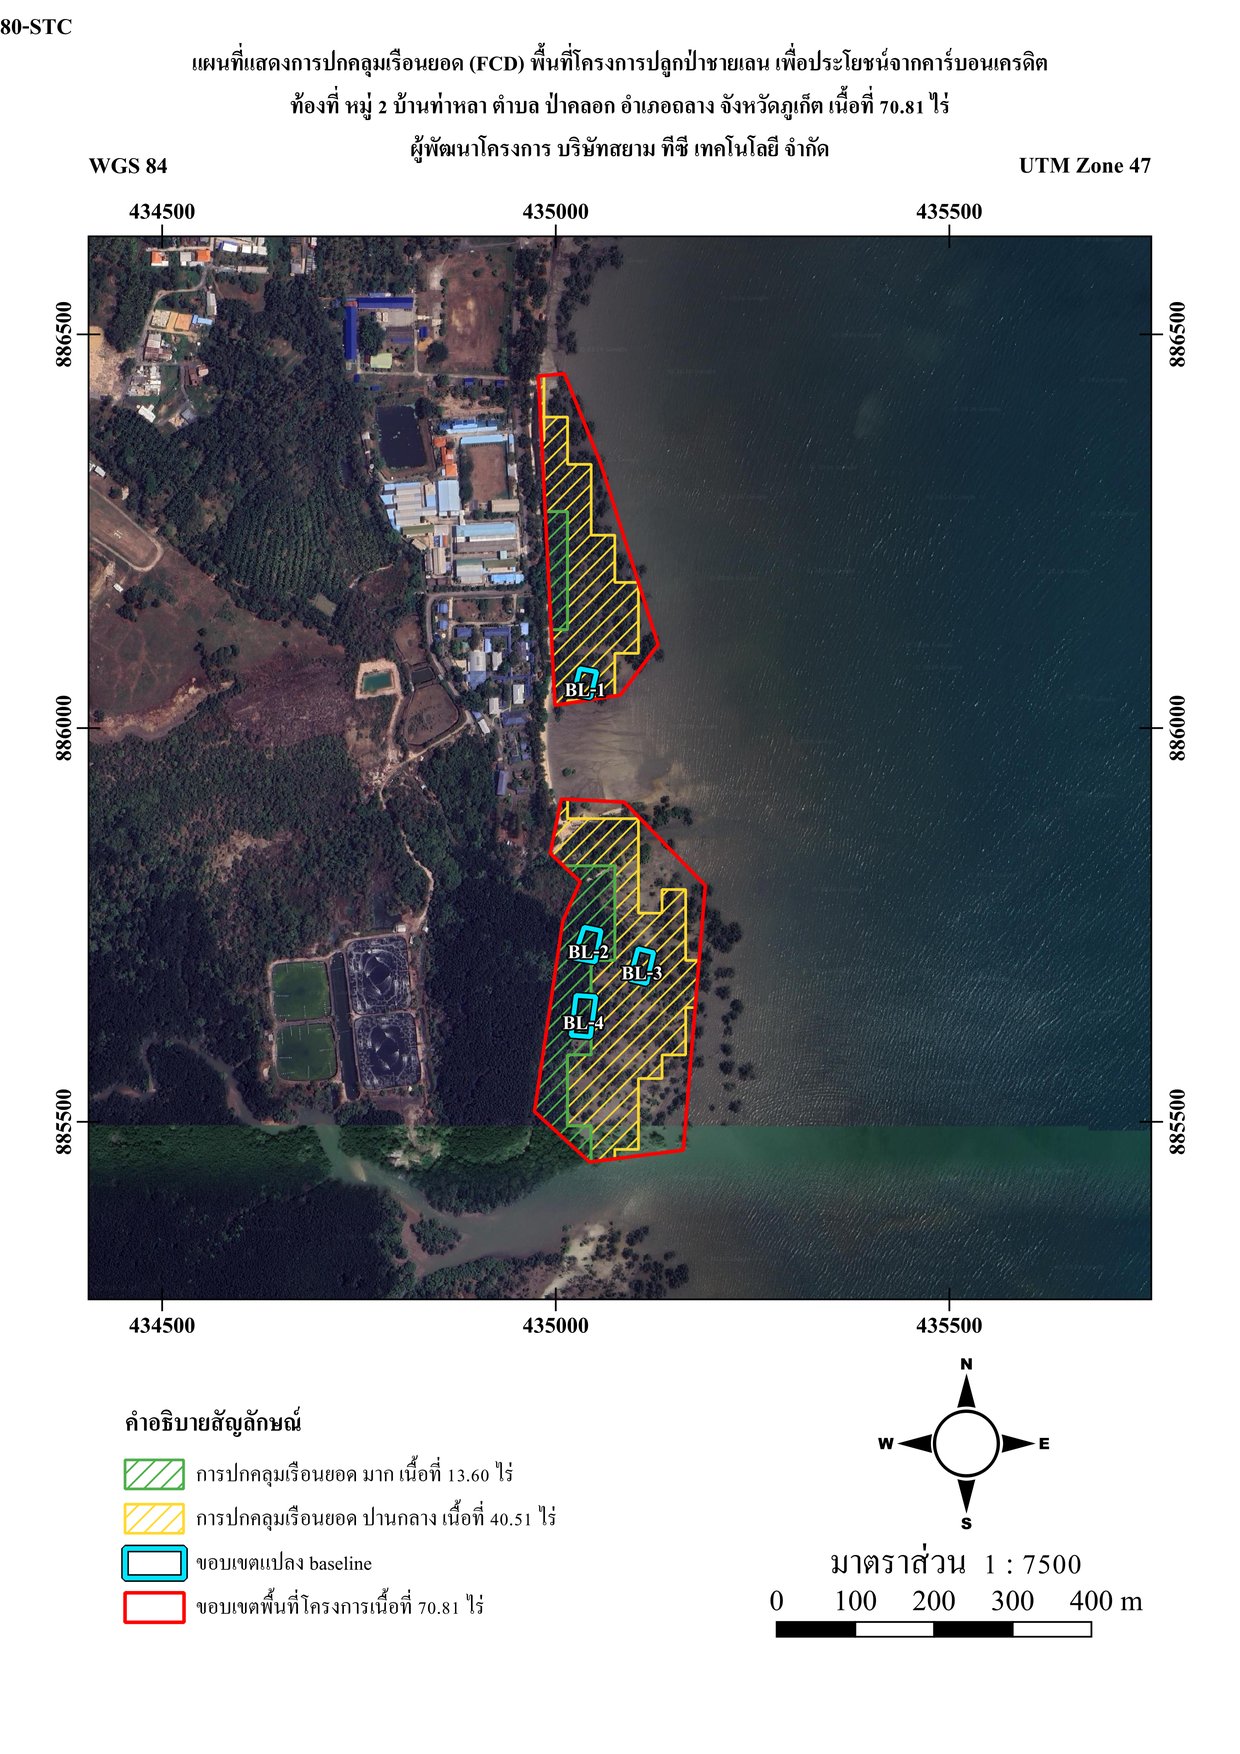 80-STC
แผนที่แสดงการปกคลุมเรือนยอด (FCD) พื้นที่โครงการปลูกป่าชายเลน เพื่อประโยชน์จากคาร์บอนเครดิต
ท้องที่ หมู่ 2 บ้านท่าหลา ตำบล ป่าคลอก อำเภอถลาง จังหวัดภูเก็ต เนื้อที่ 70.81 ไร่
ผู้พัฒนาโครงการ บริษัทสยาม ทีซี เทคโนโลยี จำกัด
WGS 84
UTM Zone 47
434500 435000 435500
886500 886500
BL-1
886000 886000
BL-2
BL-3
BL-4
885500 885500
434500 435000 435500
คำอธิบายสัญลักษณ์
การปกคลุมเรือนยอด มาก เนื้อที่ 13.60 ไร่
การปกคลุมเรือนยอด ปานกลาง เนื้อที่ 40.51 ไร่
ขอบเขตแปลง baseline
ขอบเขตพื้นที่โครงการเนื้อที่ 70.81 ไร่
N
W E
S
มาตราส่วน 1 : 7500
0 100 200 300 400 m